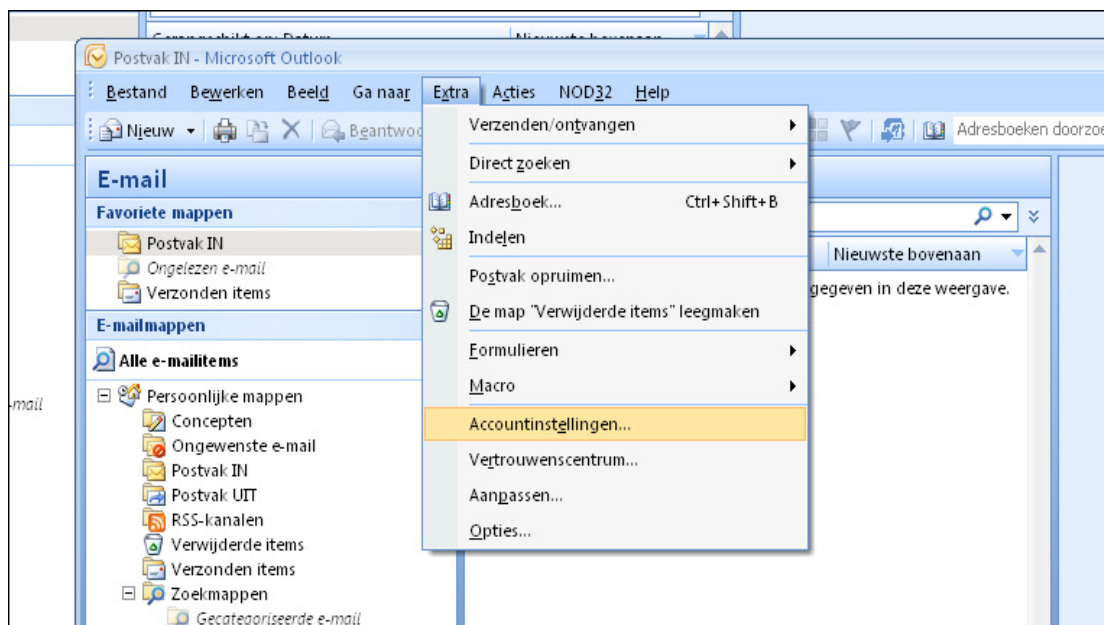 Postvak IN - Microsoft Outlook
Bestand Bewerken Beeld Ga naar Extra Acties NOD32 Help
Nieuw
Adresboeken
E-mail
Favoriete mappen
Postvak IN
Ongelezen e-mail
Verzonden items
E-mailmappen
Alle e-mailitems
Persoonlijke mappen
Concepten
Ongewenste e-mail
Postvak IN
Postvak UIT
RSS-kanalen
Verwijderde items
Verzonden items
Zoekmappen
Gecategoriseerde e-mail
Verzenden/ontvangen
Direct zoeken
Adresboek... Ctrl+Shift+B
Indelen
Postvak opruimen...
De map "Verwijderde items" leegmaken
Formulieren
Macro
Accountinstellingen...
Vertrouwenscentrum...
Aanpassen...
Opties...
Nieuwste bovenaan
gegeven in deze weergave.
-mail